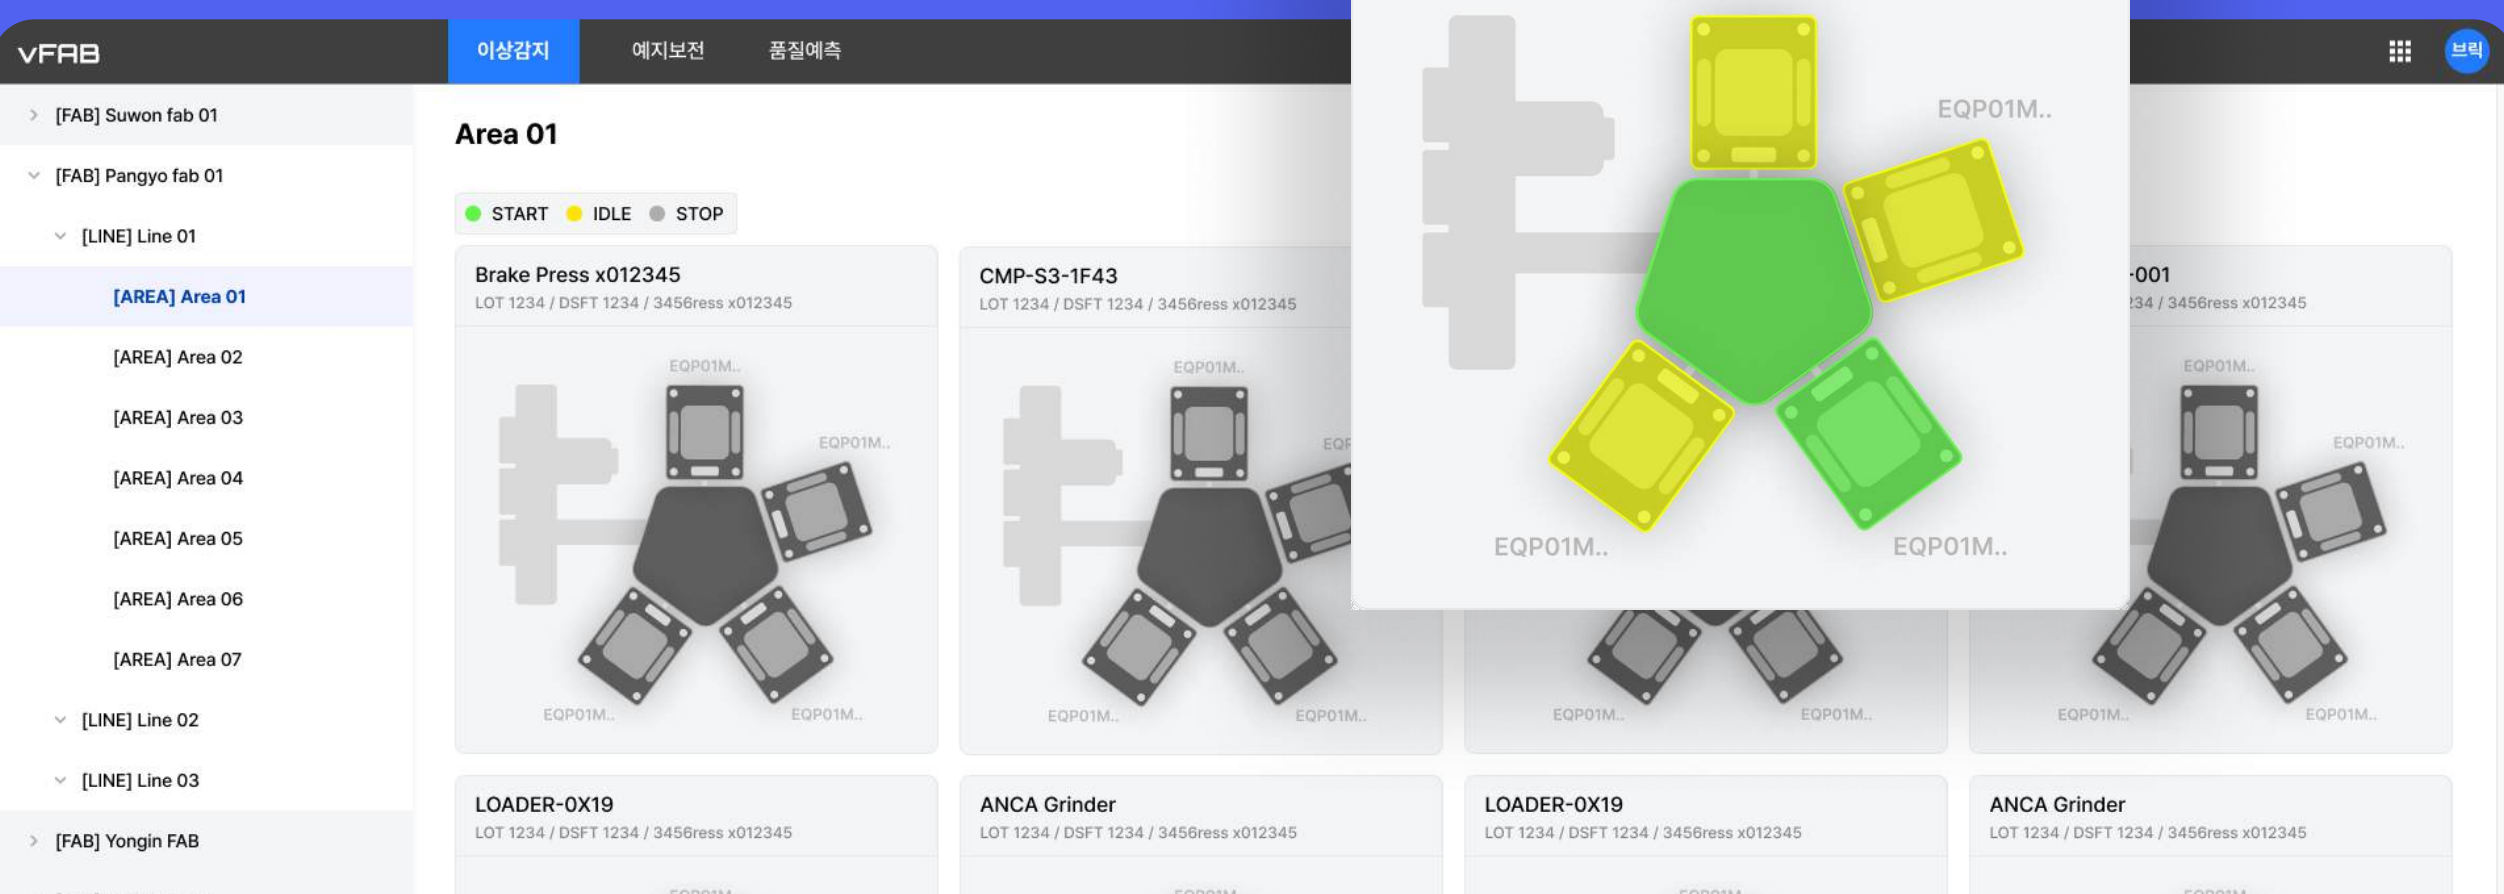 vFAB
이상감지
예지보전
품질예측
브릭
[FAB] Suwon fab 01
[FAB] Pangyo fab 01
[LINE] Line 01
[AREA] Area 01
[AREA] Area 02
[AREA] Area 03
[AREA] Area 04
[AREA] Area 05
[AREA] Area 06
[AREA] Area 07
[LINE] Line 02
[LINE] Line 03
[FAB] Yongin FAB
Area 01
START IDLE STOP
Brake Press x012345
LOT 1234 / DSFT 1234 / 3456ress x012345
EQP01M..
EQP01M..
EQP01M..
EQP01M..
CMP-S3-1F43
LOT 1234 / DSFT 1234 / 3456ress x012345
EQP01M..
EQP01M..
EQP01M..
EQP01M..
EQP01M..
EQP01M..
EQP01M..
EQP01M..
-001
234 / 3456ress x012345
EQP01M..
EQP01M..
EQP01M..
EQP01M..
LOADER-0X19
LOT 1234 / DSFT 1234 / 3456ress x012345
ANCA Grinder
LOT 1234 / DSFT 1234 / 3456ress x012345
LOADER-0X19
LOT 1234 / DSFT 1234 / 3456ress x012345
ANCA Grinder
LOT 1234 / DSFT 1234 / 3456ress x012345